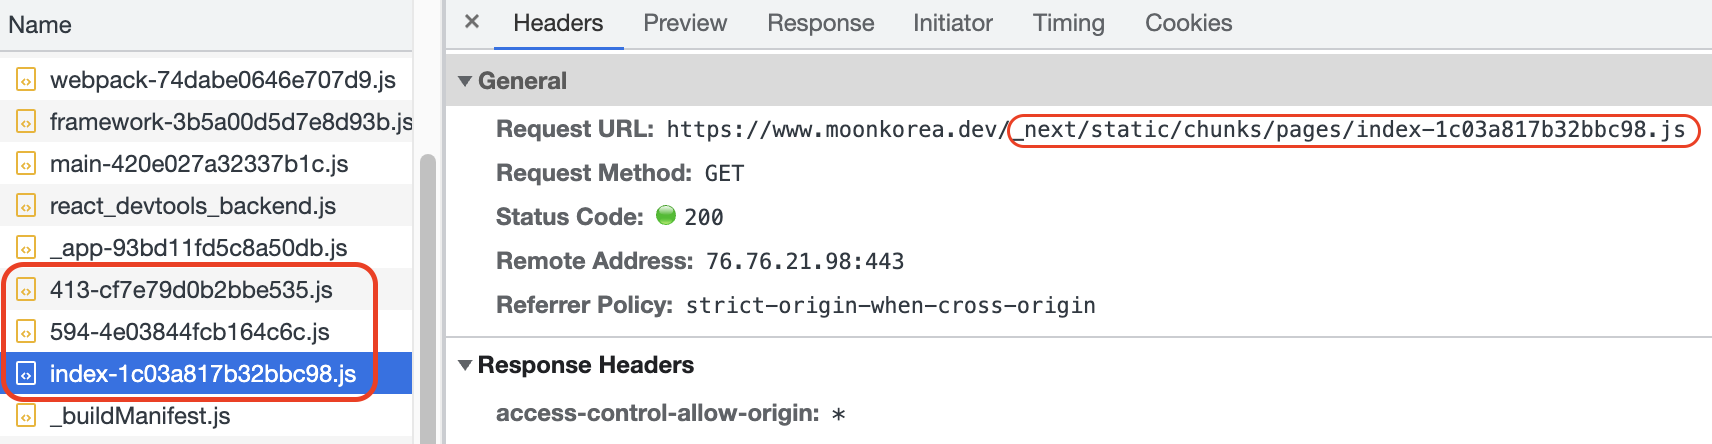 Name
webpack-74dabe0646e707d9.js
framework-3b5a00d5d7e8d93b.js
main-420e027a32337b1c.js
react_devtools_backend.js
_app-93bd11fd5c8a50db.js
413-cf7e79d0b2bbe535.js
594-4e03844fcb164c6c.js
index-1c03a817b32bbc98.js
_buildManifest.js
× Headers Preview Response Initiator Timing Cookies
▼ General
Request URL: https://www.moonkorea.dev/_next/static/chunks/pages/index-1c03a817b32bbc98.js
Request Method: GET
Status Code: 200
Remote Address: 76.76.21.98:443
Referrer Policy: strict-origin-when-cross-origin
▼ Response Headers
access-control-allow-origin: *